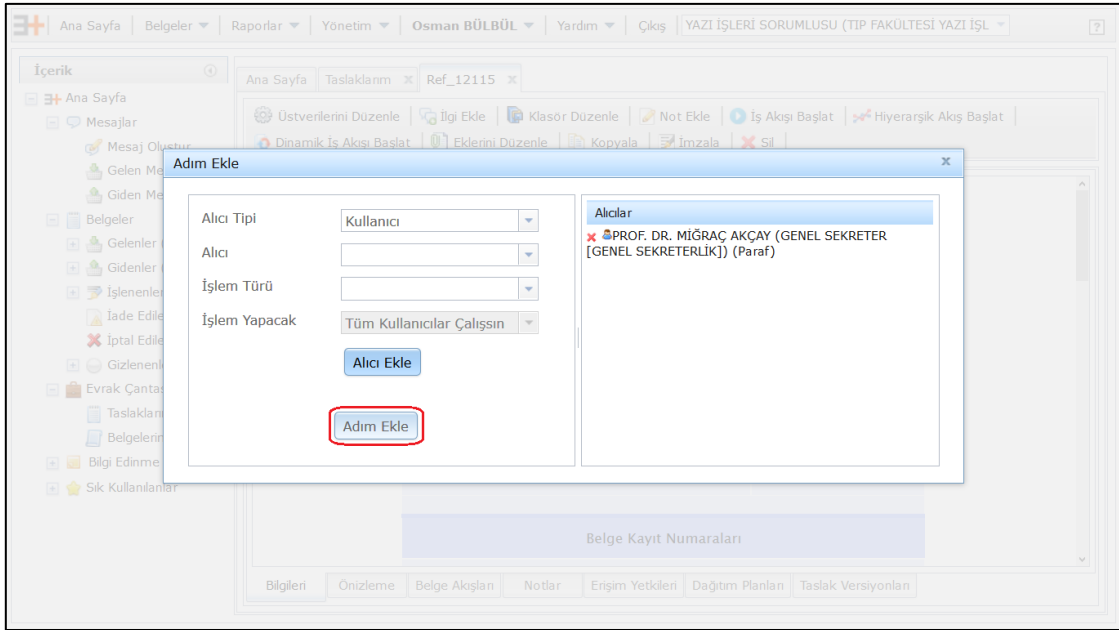 Ana Sayfa Belgeler Raporlar Yönetim Osman BÜLBÜL Yardım Çıkış YAZI İŞLERİ SORUMLUSU (TIP FAKÜLTESİ YAZI İŞL
İçerik
Ana Sayfa
Mesajlar
Mesaj Oluştur
Gelen Me
Giden Me
Belgeler
Gelenler
Gidenler
İşlenenler
İade Edile
İptal Edile
Gizlenenl
Evrak Çantas
Taslakların
Belgelerin
Bilgi Edinme
Sık Kullanılanlar
Ana Sayfa Taslaklarım Ref_12115
Üstverilerini Düzenle İlgi Ekle Klasör Düzenle Not Ekle İş Akışı Başlat Hiyerarşik Akış Başlat
Dinamik İş Akışı Başlat Eklerini Düzenle Kopyala İmzala Sil
Adım Ekle
Alıcı Tipi Kullanıcı
Alıcı
İşlem Türü
İşlem Yapacak Tüm Kullanıcılar Çalışsın
Alıcı Ekle
Adım Ekle
Alıcılar
PROF. DR. MİĞRAÇ AKÇAY (GENEL SEKRETER
[GENEL SEKRETERLİK]) (Paraf)
Belge Kayıt Numaraları
Bilgileri Önizleme Belge Akışları Notlar Erişim Yetkileri Dağıtım Planları Taslak Versiyonları